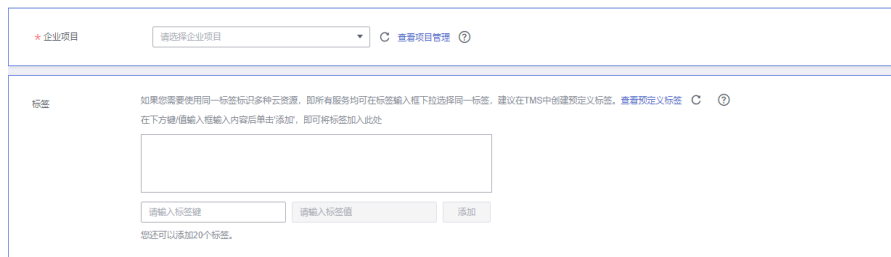 * 企业项目 请选择企业项目 查看项目管理 ?
标签 如果您需要使用同一标签标识多种云资源，即所有服务均可在标签输入框下拉选择同一标签，建议在TMS中创建预定义标签。查看预定义标签 ?
在下方键/值输入框输入内容后单击'添加'，即可将标签加入此处
请输入标签键 请输入标签值 添加
您还可以添加20个标签。